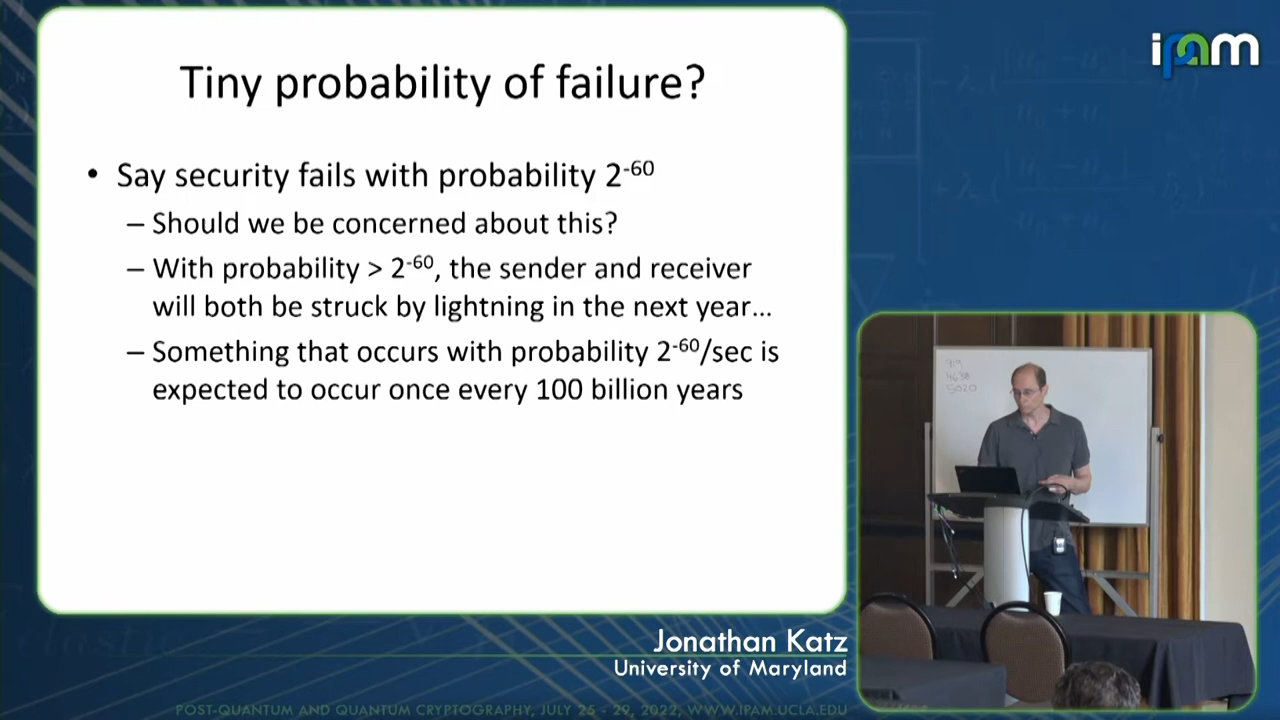 Tiny probability of failure?
• Say security fails with probability 2⁻⁶⁰
– Should we be concerned about this?
– With probability > 2⁻⁶⁰, the sender and receiver
will both be struck by lightning in the next year...
– Something that occurs with probability 2⁻⁶⁰/sec is
expected to occur once every 100 billion years
ipam
Jonathan Katz
University of Maryland
POST-QUANTUM AND QUANTUM CRYPTOGRAPHY, JULY 25 - 29, 2022, WWW.IPAM.UCLA.EDU